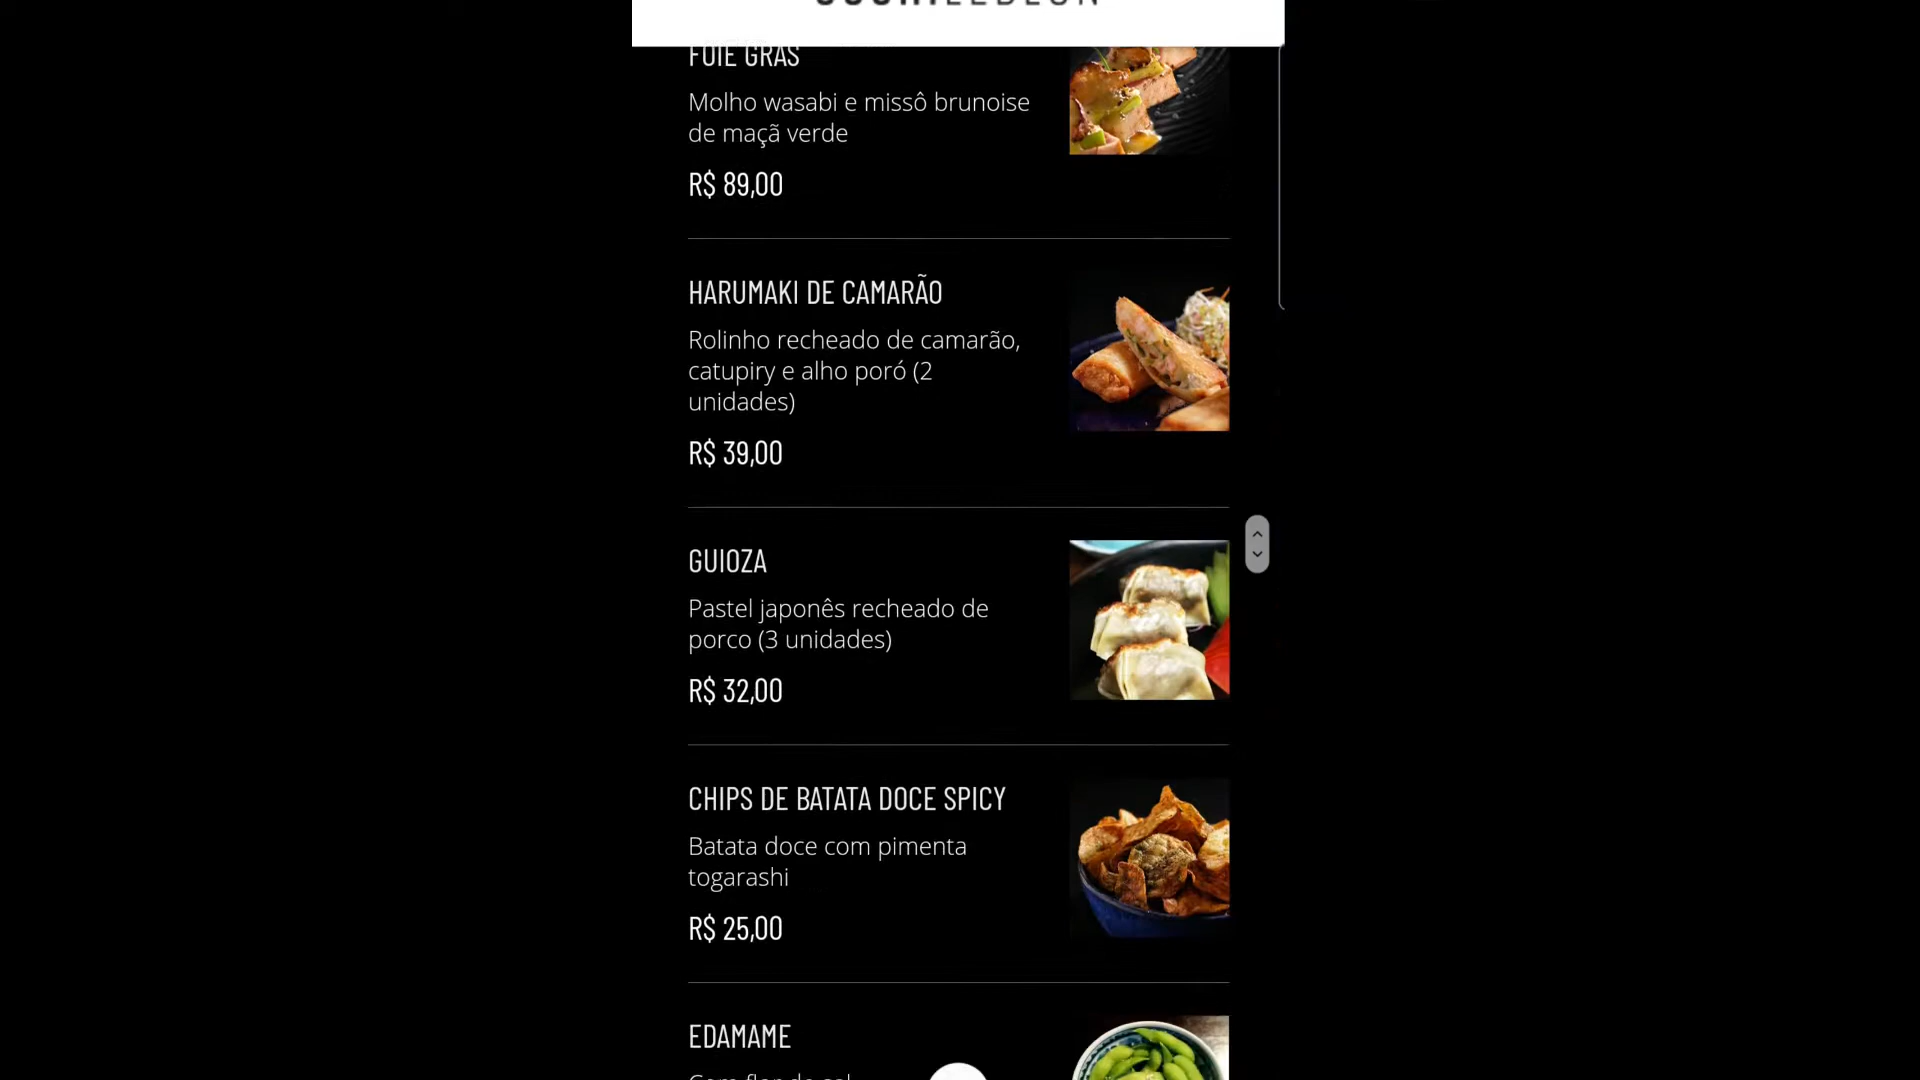 FOIE GRAS
Molho wasabi e missô brunoise
de maçã verde
R$ 89,00
HARUMAKI DE CAMARÃO
Rolinho recheado de camarão,
catupiry e alho poró (2
unidades)
R$ 39,00
GUIOZA
Pastel japonês recheado de
porco (3 unidades)
R$ 32,00
CHIPS DE BATATA DOCE SPICY
Batata doce com pimenta
togarashi
R$ 25,00
EDAMAME